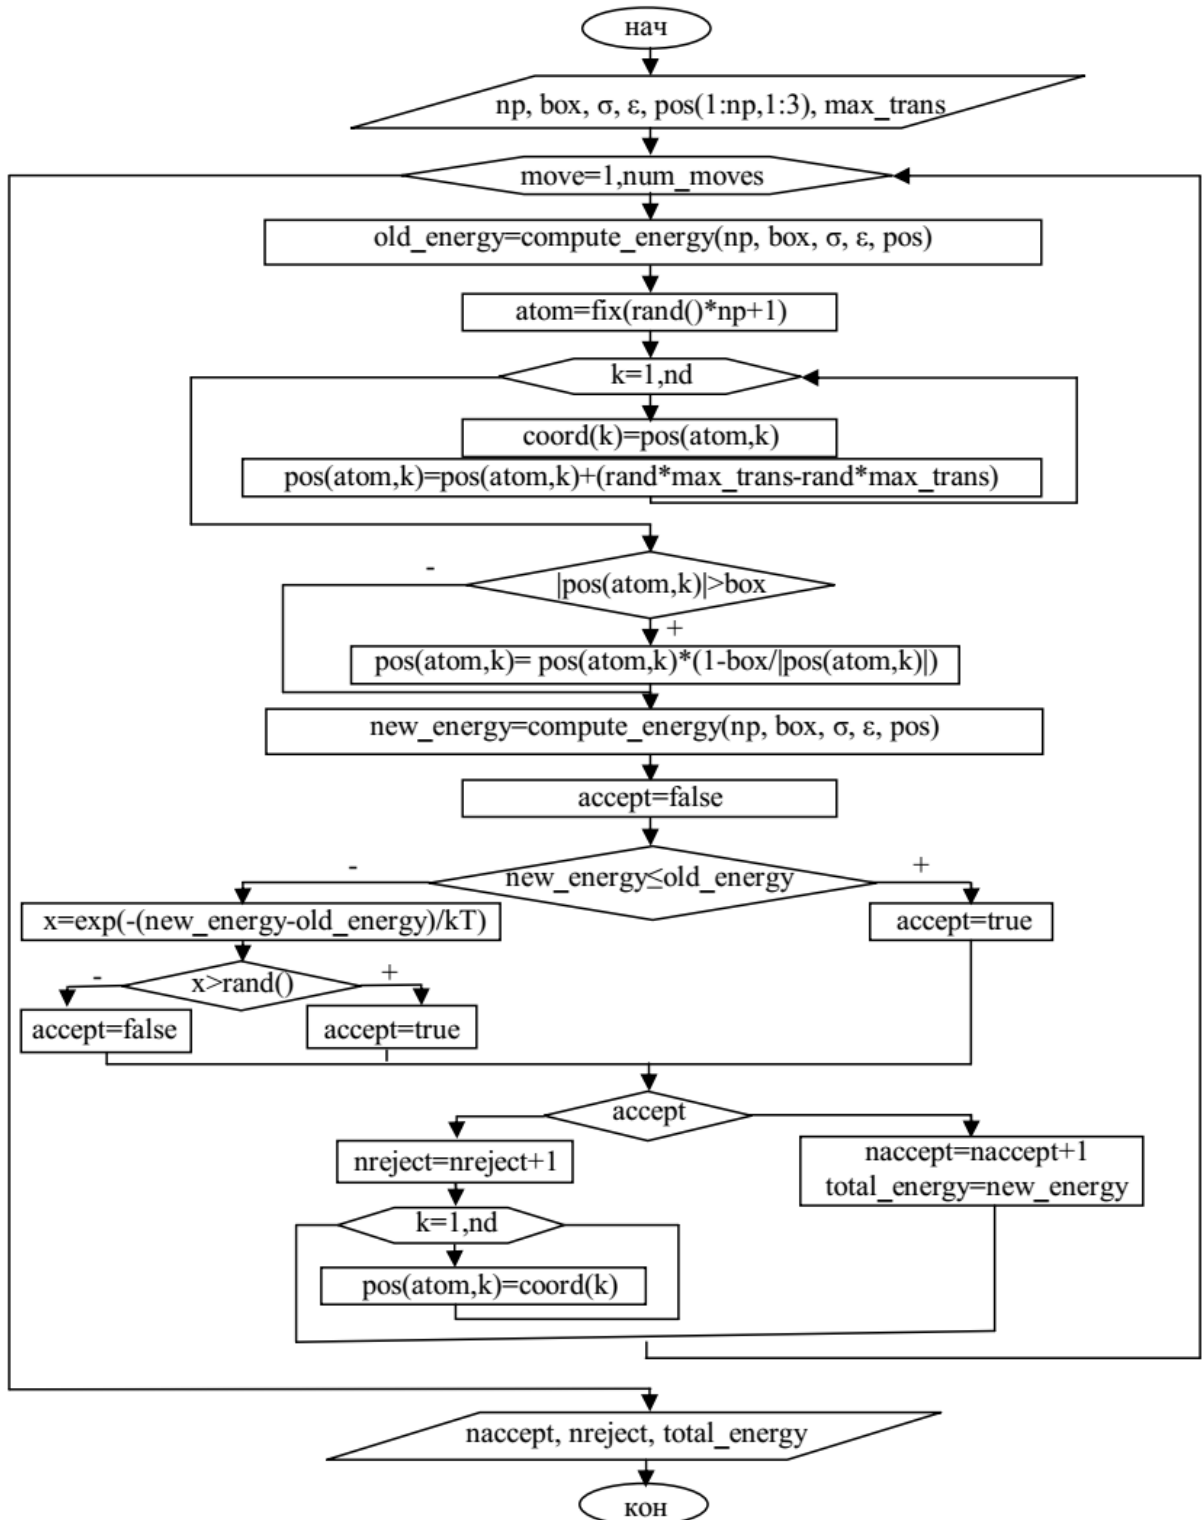 нач
np, box, σ, ε, pos(1:np,1:3), max_trans
move=1,num_moves
old_energy=compute_energy(np, box, σ, ε, pos)
atom=fix(rand()*np+1)
k=1,nd
coord(k)=pos(atom,k)
pos(atom,k)=pos(atom,k)+(rand*max_trans-rand*max_trans)
-
|pos(atom,k)|>box
+
pos(atom,k)= pos(atom,k)*(1-box/|pos(atom,k)|)
new_energy=compute_energy(np, box, σ, ε, pos)
accept=false
-
new_energy≤old_energy
+
x=exp(-(new_energy-old_energy)/kT)
accept=true
-
x>rand()
+
accept=false
accept=true
accept
nreject=nreject+1
naccept=naccept+1
total_energy=new_energy
k=1,nd
pos(atom,k)=coord(k)
naccept, nreject, total_energy
кон